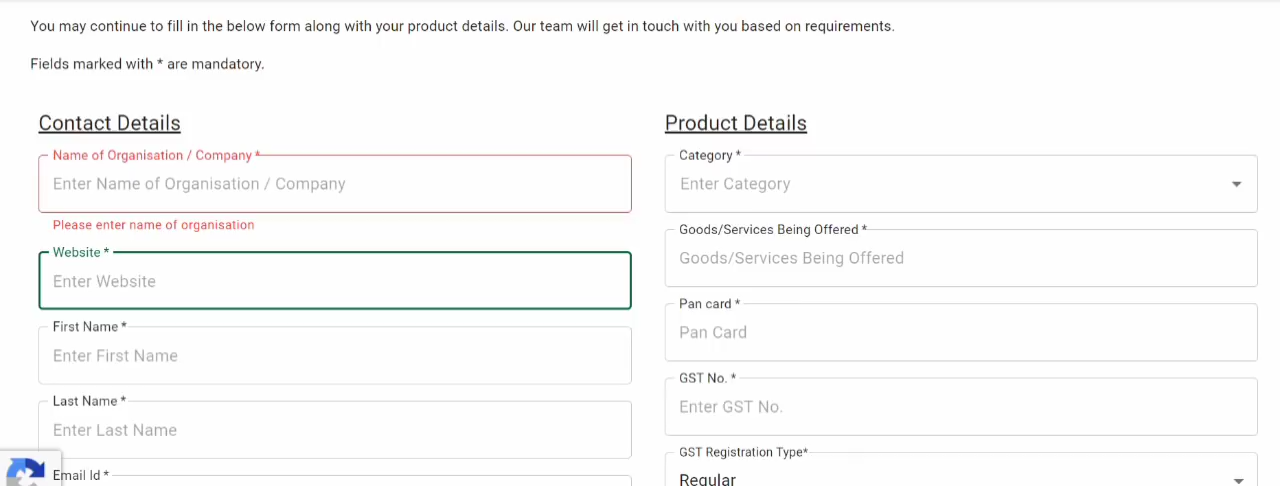 You may continue to fill in the below form along with your product details. Our team will get in touch with you based on requirements.
Fields marked with * are mandatory.
Contact Details
Name of Organisation / Company *
Enter Name of Organisation / Company
Please enter name of organisation
Website *
Enter Website
First Name *
Enter First Name
Last Name *
Enter Last Name
Email Id *
Product Details
Category *
Enter Category
Goods/Services Being Offered *
Goods/Services Being Offered
Pan card *
Pan Card
GST No. *
Enter GST No.
GST Registration Type*
Regular